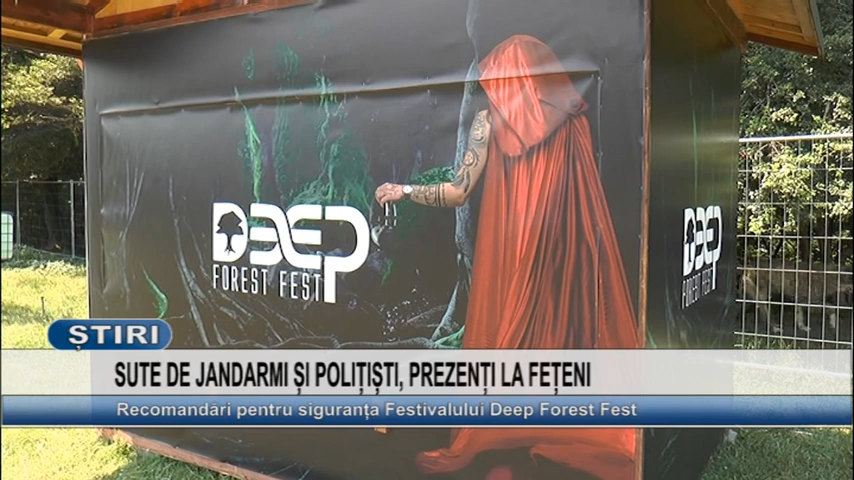 DEEP
FOREST FEST
DEEP
FOREST FEST
ȘTIRI
SUTE DE JANDARMI ȘI POLIȚIȘTI, PREZENȚI LA FEȚENI
Recomandări pentru siguranța Festivalului Deep Forest Fest